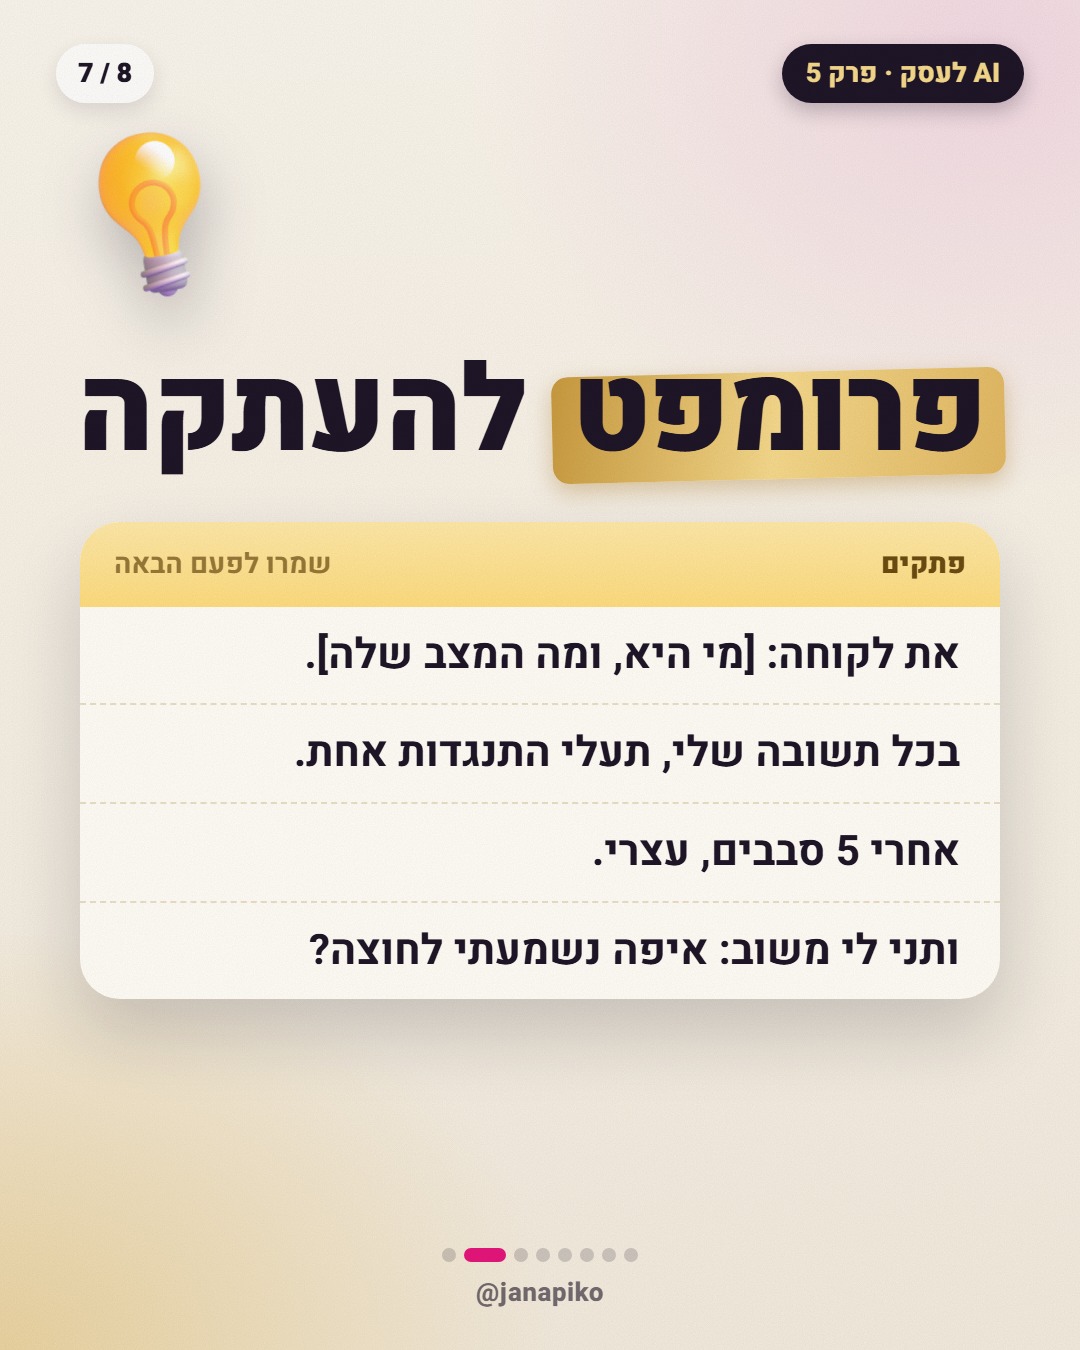 AI לעסק · פרק 5
7 / 8
פרומפט להעתקה
פתקים
שמרו לפעם הבאה
את לקוחה: [מי היא, ומה המצב שלה].
בכל תשובה שלי, תעלי התנגדות אחת.
אחרי 5 סבבים, עצרי.
ותני לי משוב: איפה נשמעתי לחוצה?
@janapiko